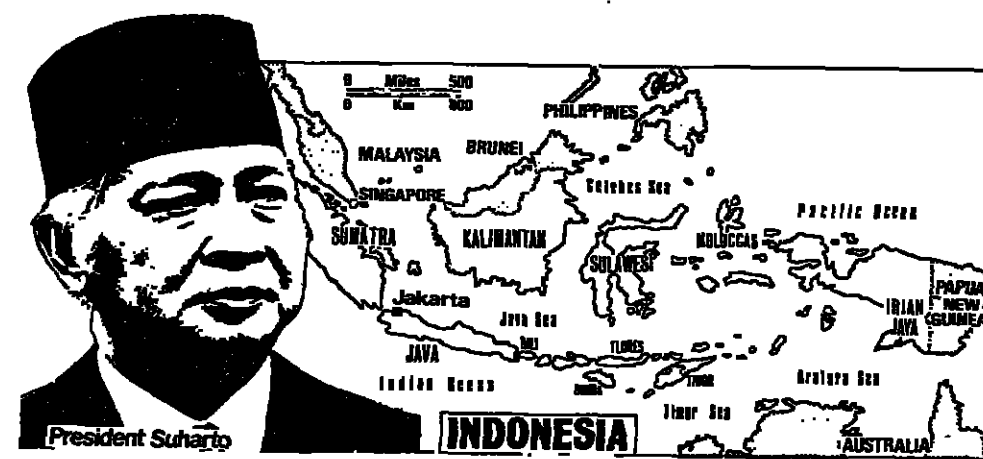 0 Miles 500
0 Km 800
PHILIPPINES
MALAYSIA
BRUNEI
SINGAPORE
Celebes Sea
Pacific Ocean
SUMATRA
KALIMANTAN
MOLUCCAS
SULAWESI
PAPUA
NEW
GUINEA
IRIAN
JAYA
Jakarta
Java Sea
JAVA
BALI
FLORES
Indian Ocean
SUMBA
TIMOR
Arafura Sea
Timor Sea
President Suharto
INDONESIA
AUSTRALIA